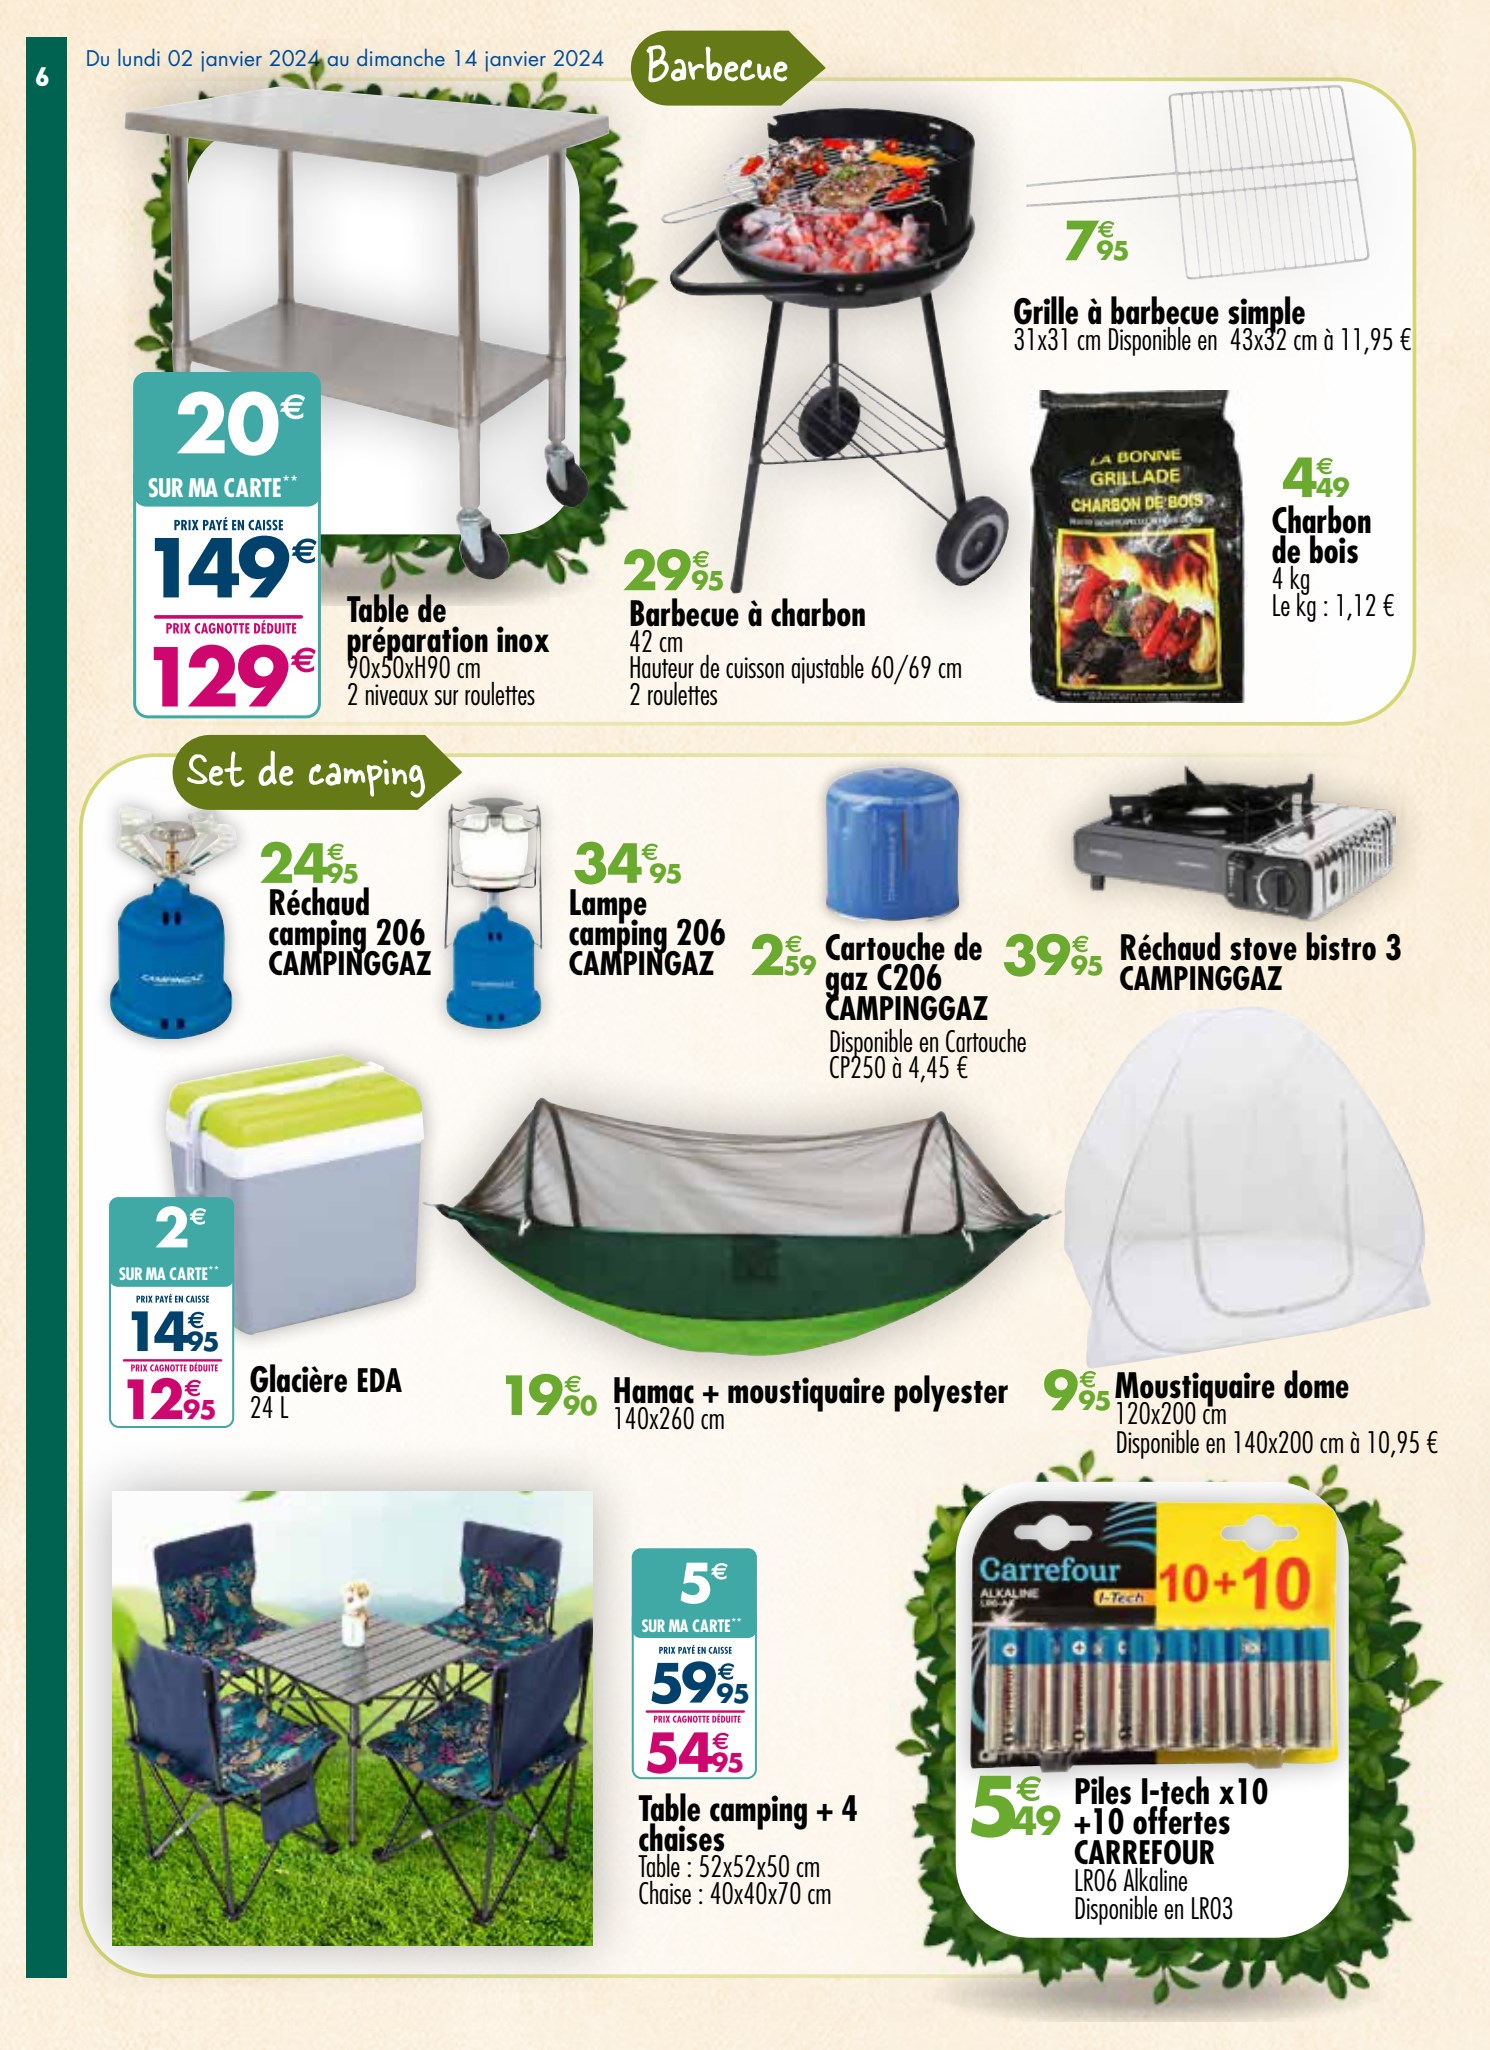 6
Du lundi 02 janvier 2024 au dimanche 14 janvier 2024
Barbecue
20€
SUR MA CARTE**
PRIX PAYÉ EN CAISSE
149€
PRIX CAGNOTTE DÉDUITE
129€
Table de
préparation inox
90x50xH90 cm
2 niveaux sur roulettes
29€95
Barbecue à charbon
42 cm
Hauteur de cuisson ajustable 60/69 cm
2 roulettes
7€95
Grille à barbecue simple
31x31 cm Disponible en 43x32 cm à 11,95 €
LA BONNE
GRILLADE
CHARBON DE BOIS
4€49
Charbon
de bois
4 kg
Le kg : 1,12 €
Set de camping
24€95
Réchaud
camping 206
CAMPINGGAZ
CAMPINGAZ
34€95
Lampe
camping 206
CAMPINGAZ
2€59
Cartouche de
gaz C206
CAMPINGGAZ
Disponible en Cartouche
CP250 à 4,45 €
39€95
Réchaud stove bistro 3
CAMPINGGAZ
2€
SUR MA CARTE**
PRIX PAYÉ EN CAISSE
14€95
PRIX CAGNOTTE DÉDUITE
12€95
Glacière EDA
24 L
19€90
Hamac + moustiquaire polyester
140x260 cm
9€95
Moustiquaire dome
120x200 cm
Disponible en 140x200 cm à 10,95 €
5€
SUR MA CARTE**
PRIX PAYÉ EN CAISSE
59€95
PRIX CAGNOTTE DÉDUITE
54€95
Table camping + 4
chaises
Table : 52x52x50 cm
Chaise : 40x40x70 cm
Carrefour
ALKALINE
LR6-AA
I-Tech
10+10
5€49
Piles I-tech x10
+10 offertes
CARREFOUR
LR06 Alkaline
Disponible en LR03